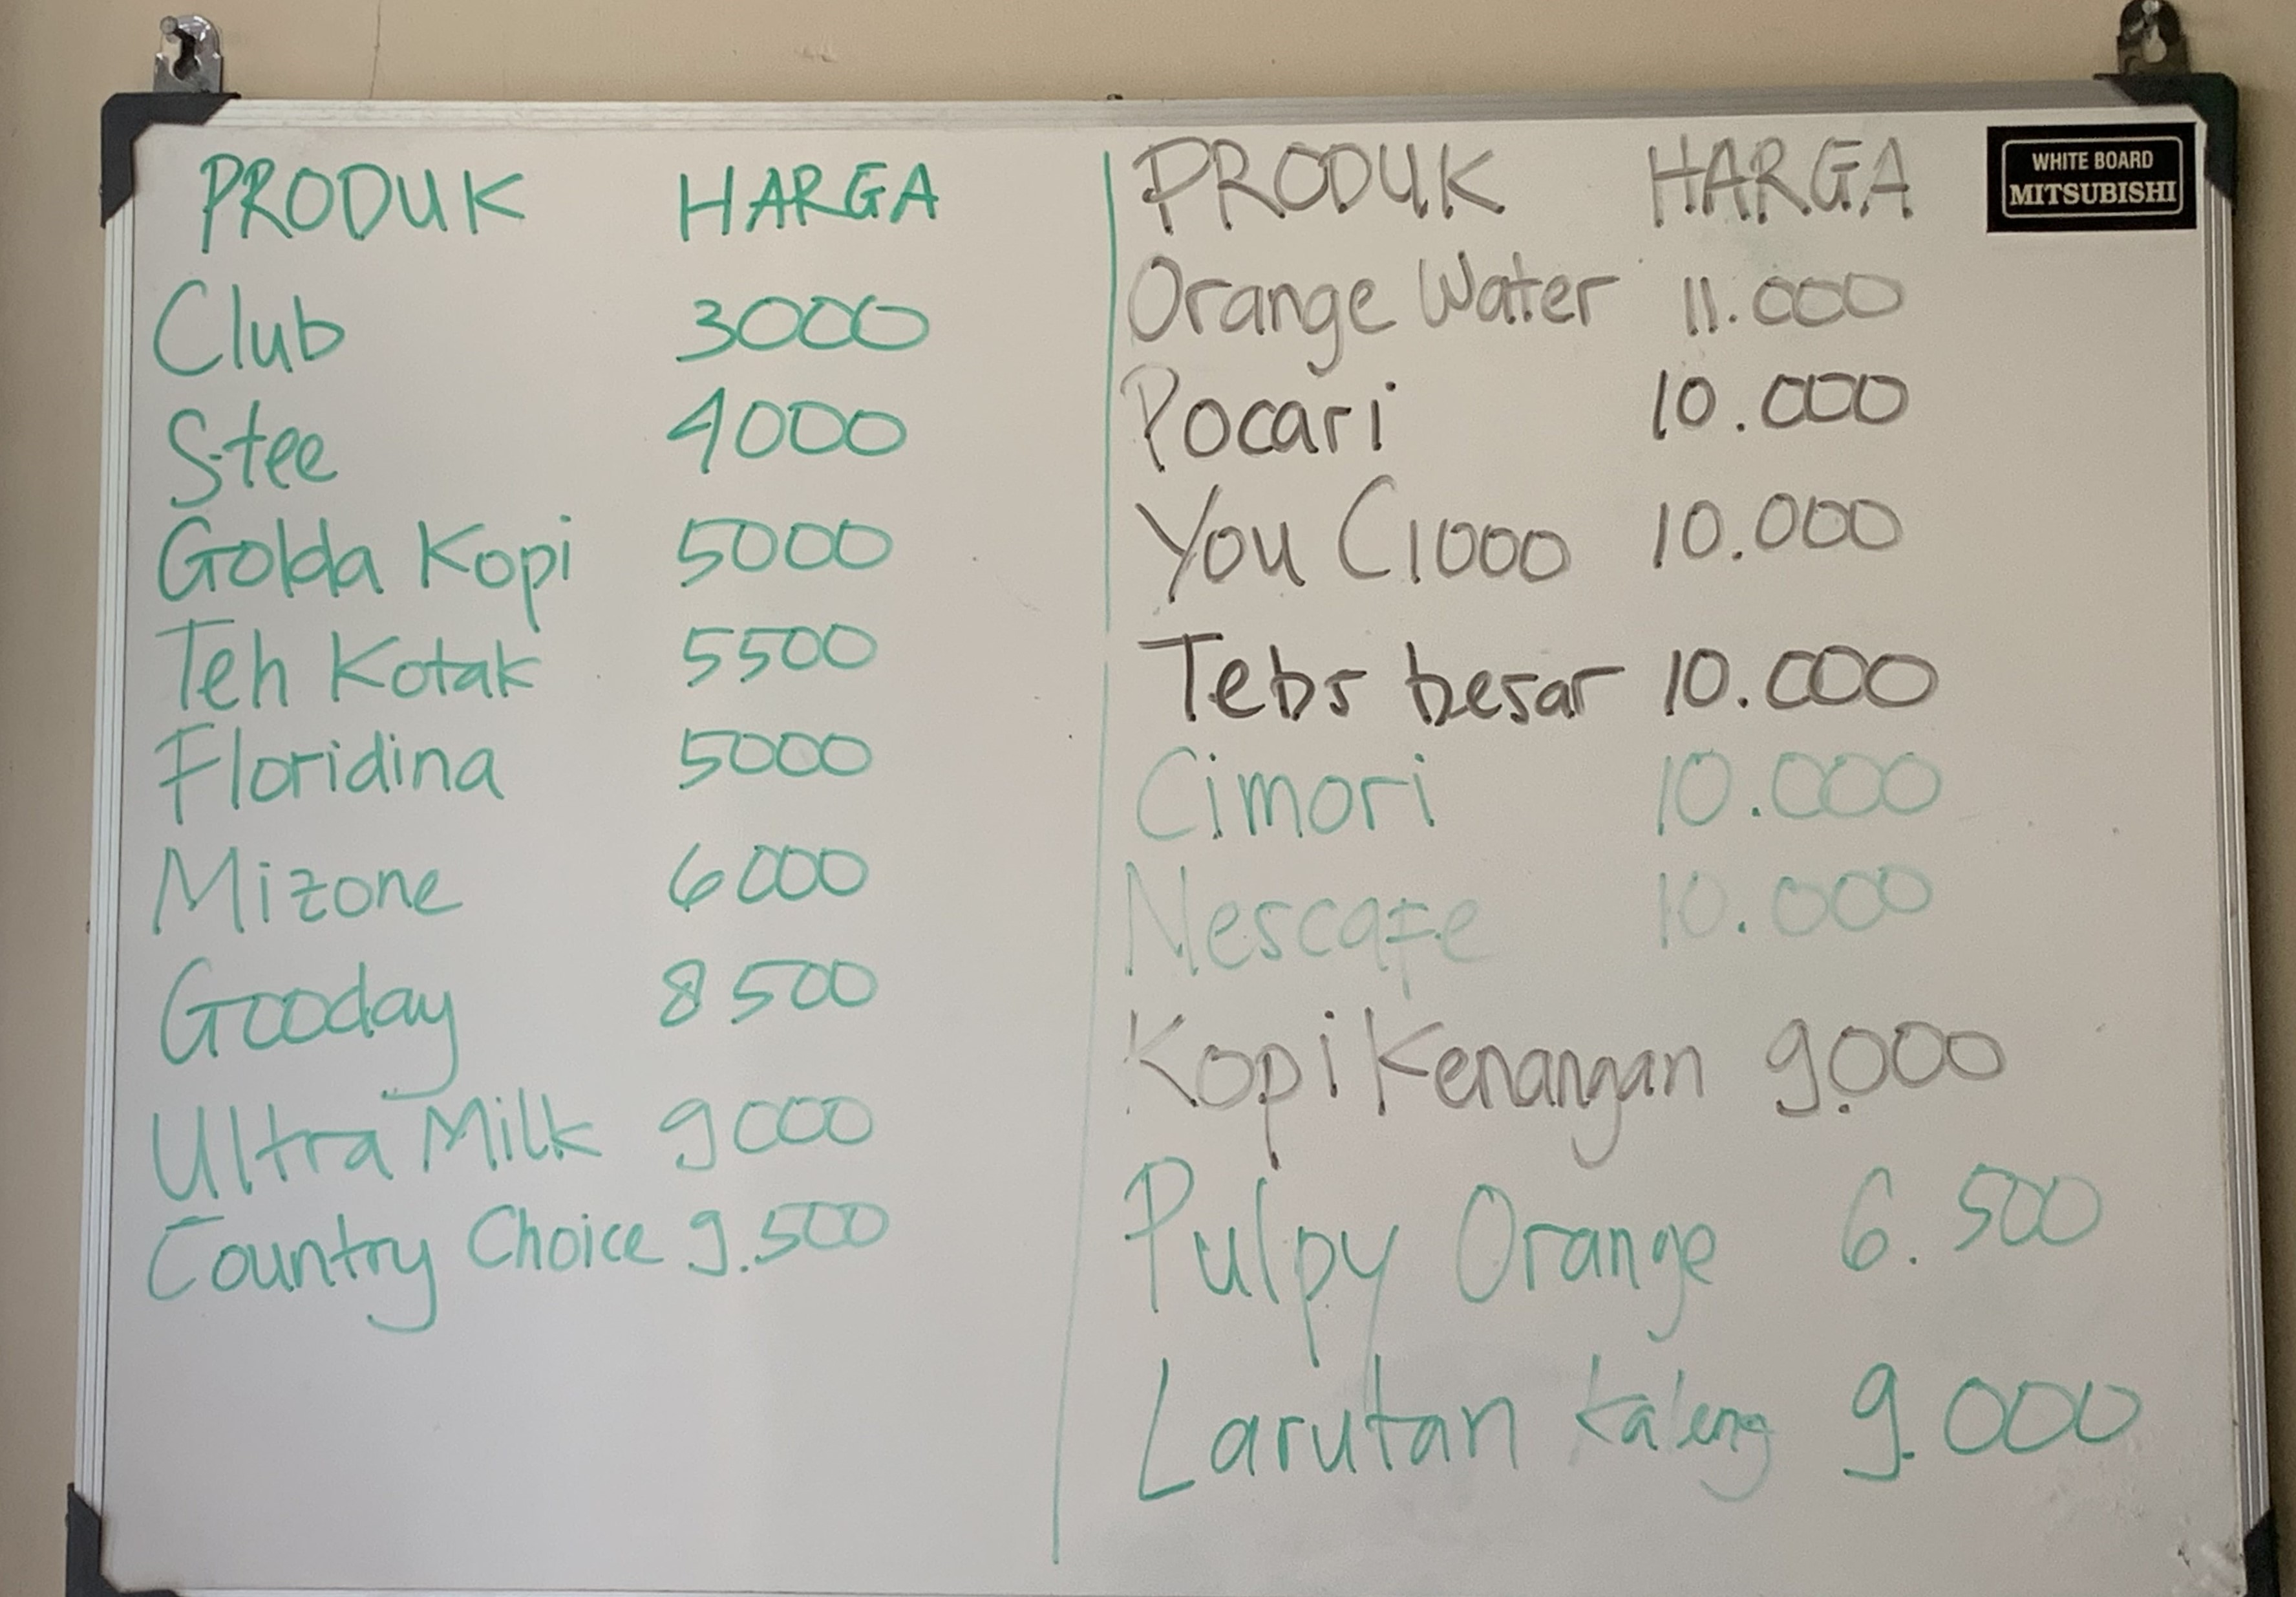 PRODUK HARGA
Club 3000
Stee 4000
Golda Kopi 5000
Teh Kotak 5500
Floridina 5000
Mizone 6000
Gooday 8500
Ultra Milk 9000
Country Choice 9.500
PRODUK HARGA
Orange Water 11.000
Pocari 10.000
You C1000 10.000
Tebs besar 10.000
Cimori 10.000
Nescafe 10.000
Kopi Kenangan 9.000
Pulpy Orange 6.500
Larutan kaleng 9.000
WHITE BOARD
MITSUBISHI